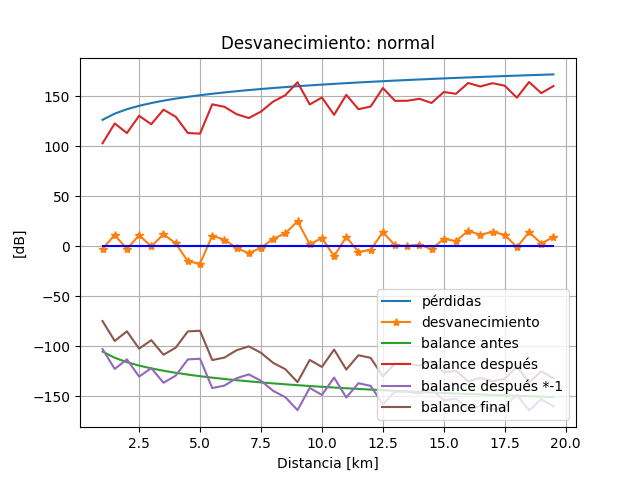 Desvanecimiento: normal
[dB]
150
100
50
0
−50
−100
−150
pérdidas
desvanecimiento
balance antes
balance después
balance después *-1
balance final
2.5 5.0 7.5 10.0 12.5 15.0 17.5 20.0
Distancia [km]